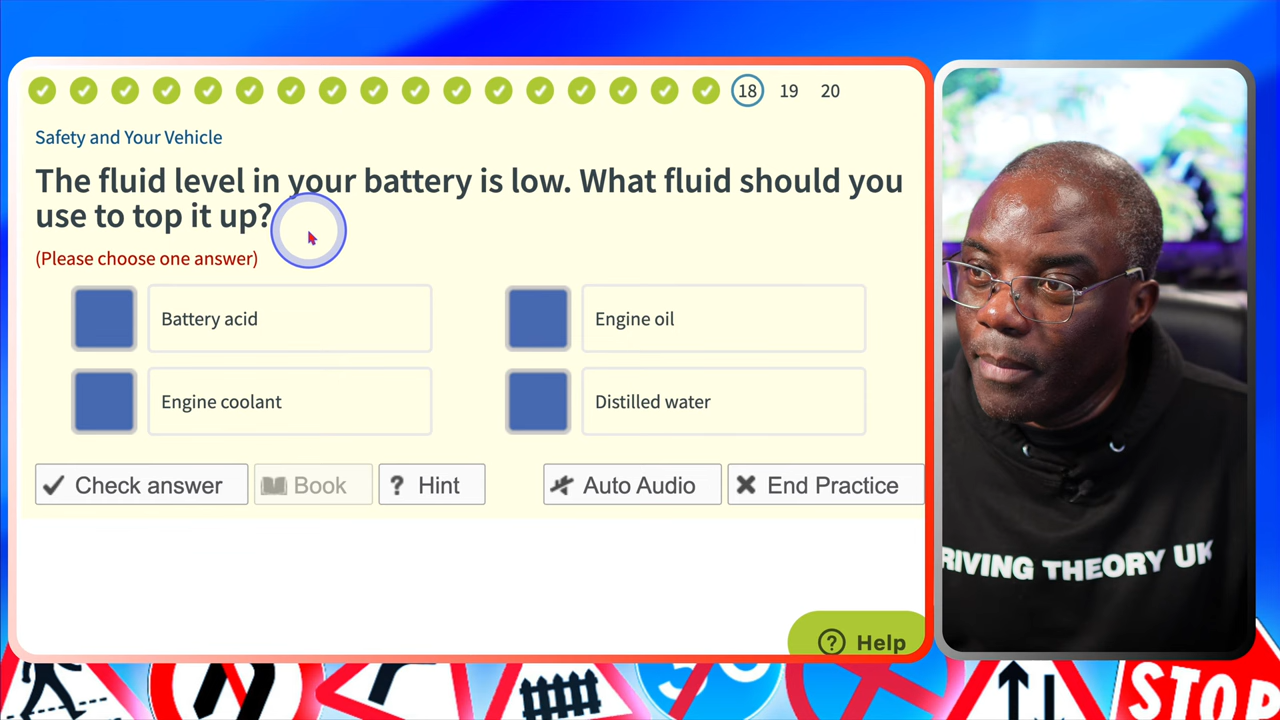 18 19 20
Safety and Your Vehicle
The fluid level in your battery is low. What fluid should you
use to top it up?
(Please choose one answer)
Battery acid
Engine oil
Engine coolant
Distilled water
Check answer
Book
? Hint
Auto Audio
End Practice
? Help
RIVING THEORY UK
STOP